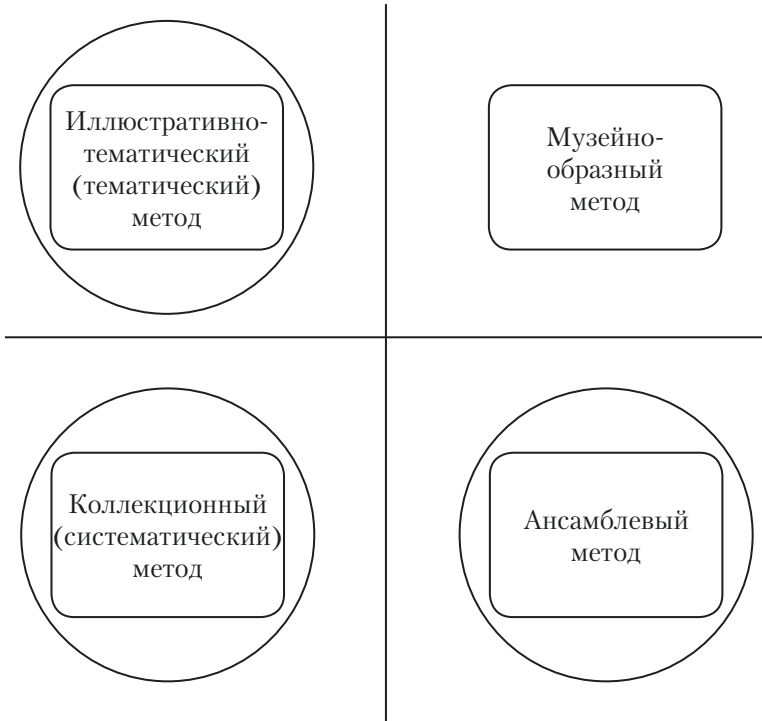 Иллюстративно-
тематический
(тематический)
метод
Музейно-
образный
метод
Коллекционный
(систематический)
метод
Ансамблевый
метод